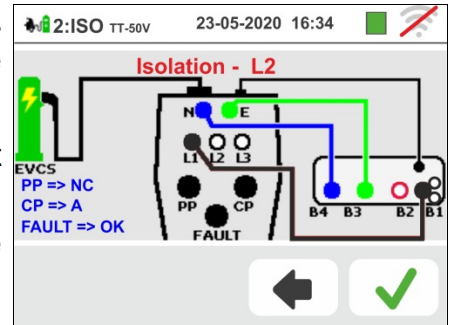 2:ISO TT-50V 23-05-2020 16:34
Isolation - L2
N E
L1 L2 L3
EVCS
PP => NC
CP => A
FAULT => OK
PP CP
FAULT
B4 B3 B2 B1